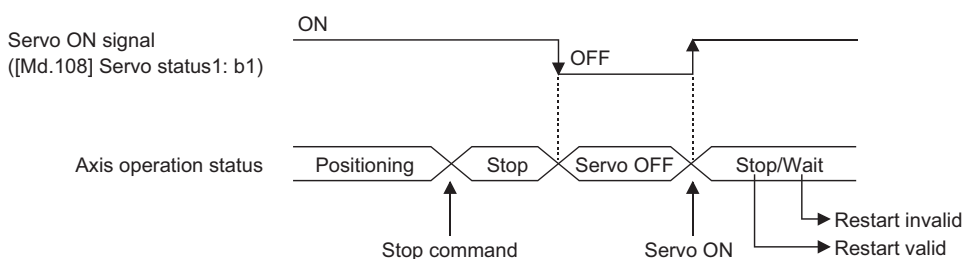 ON
Servo ON signal
([Md.108] Servo status1: b1)
OFF
Axis operation status
Positioning
Stop
Servo OFF
Stop/Wait
Restart invalid
Restart valid
Stop command
Servo ON